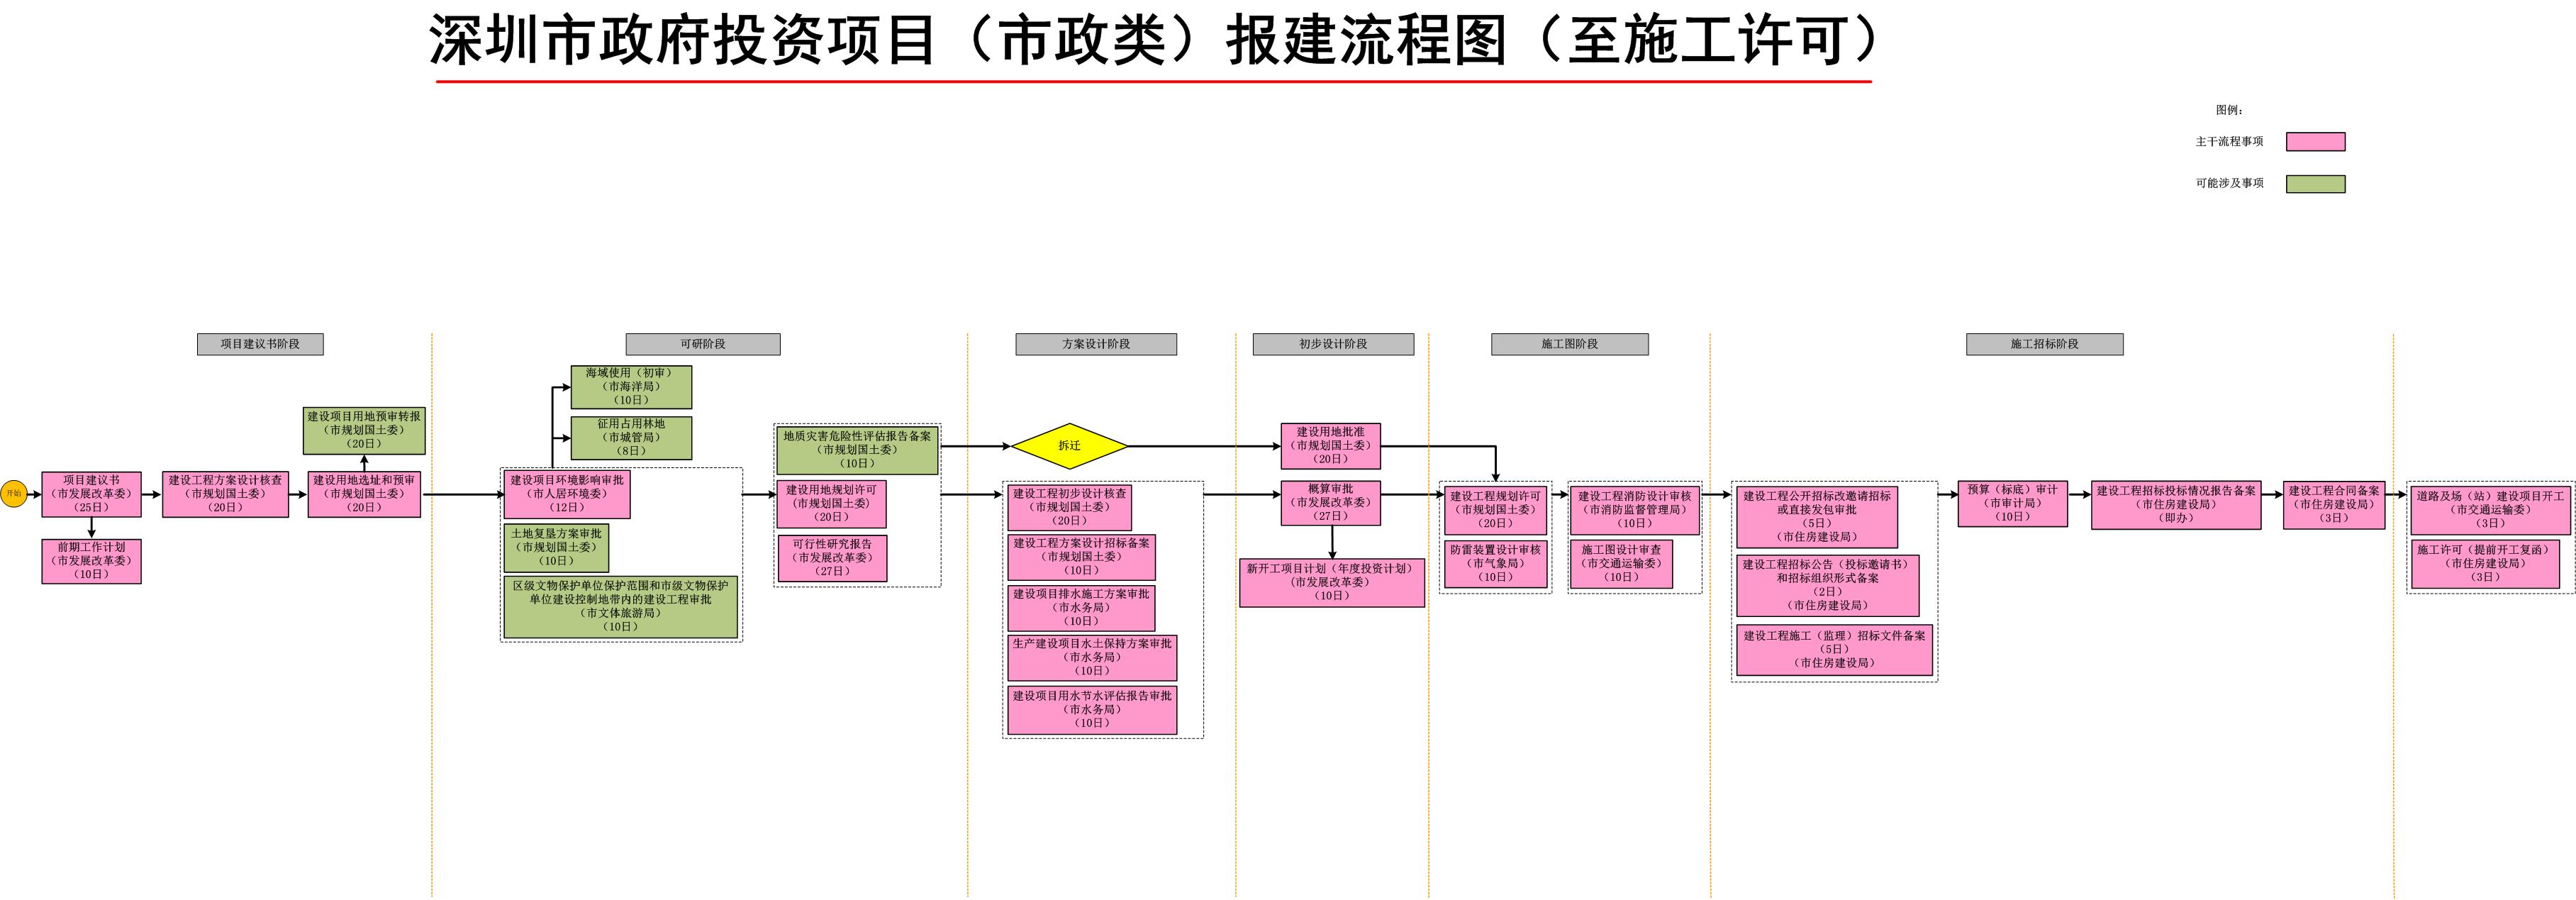 深圳市政府投资项目（市政类）报建流程图（至施工许可）
图例：
主干流程事项
可能涉及事项
项目建议书阶段
可研阶段
方案设计阶段
初步设计阶段
施工图阶段
施工招标阶段
开始
项目建议书
（市发展改革委）
（25日）
前期工作计划
（市发展改革委）
（10日）
建设工程方案设计核查
（市规划国土委）
（20日）
建设项目用地预审转报
（市规划国土委）
（20日）
建设用地选址和预审
（市规划国土委）
（20日）
海域使用（初审）
（市海洋局）
（10日）
征用占用林地
（市城管局）
（8日）
建设项目环境影响审批
（市人居环境委）
（12日）
土地复垦方案审批
（市规划国土委）
（10日）
区级文物保护单位保护范围和市级文物保护
单位建设控制地带内的建设工程审批
（市文体旅游局）
（10日）
地质灾害危险性评估报告备案
（市规划国土委）
（10日）
建设用地规划许可
（市规划国土委）
（20日）
可行性研究报告
（市发展改革委）
（27日）
拆迁
建设工程初步设计核查
（市规划国土委）
（20日）
建设工程方案设计招标备案
（市规划国土委）
（10日）
建设项目排水施工方案审批
（市水务局）
（10日）
生产建设项目水土保持方案审批
（市水务局）
（10日）
建设项目用水节水评估报告审批
（市水务局）
（10日）
建设用地批准
（市规划国土委）
（20日）
概算审批
（市发展改革委）
（27日）
新开工项目计划（年度投资计划）
（市发展改革委）
（10日）
建设工程规划许可
（市规划国土委）
（20日）
防雷装置设计审核
（市气象局）
（10日）
建设工程消防设计审核
（市消防监督管理局）
（10日）
施工图设计审查
（市交通运输委）
（10日）
建设工程公开招标改邀请招标
或直接发包审批
（5日）
（市住房建设局）
建设工程招标公告（投标邀请书）
和招标组织形式备案
（2日）
（市住房建设局）
建设工程施工（监理）招标文件备案
（5日）
（市住房建设局）
预算（标底）审计
（市审计局）
（10日）
建设工程招标投标情况报告备案
（市住房建设局）
（即办）
建设工程合同备案
（市住房建设局）
（3日）
道路及场（站）建设项目开工
（市交通运输委）
（3日）
施工许可（提前开工复函）
（市住房建设局）
（3日）